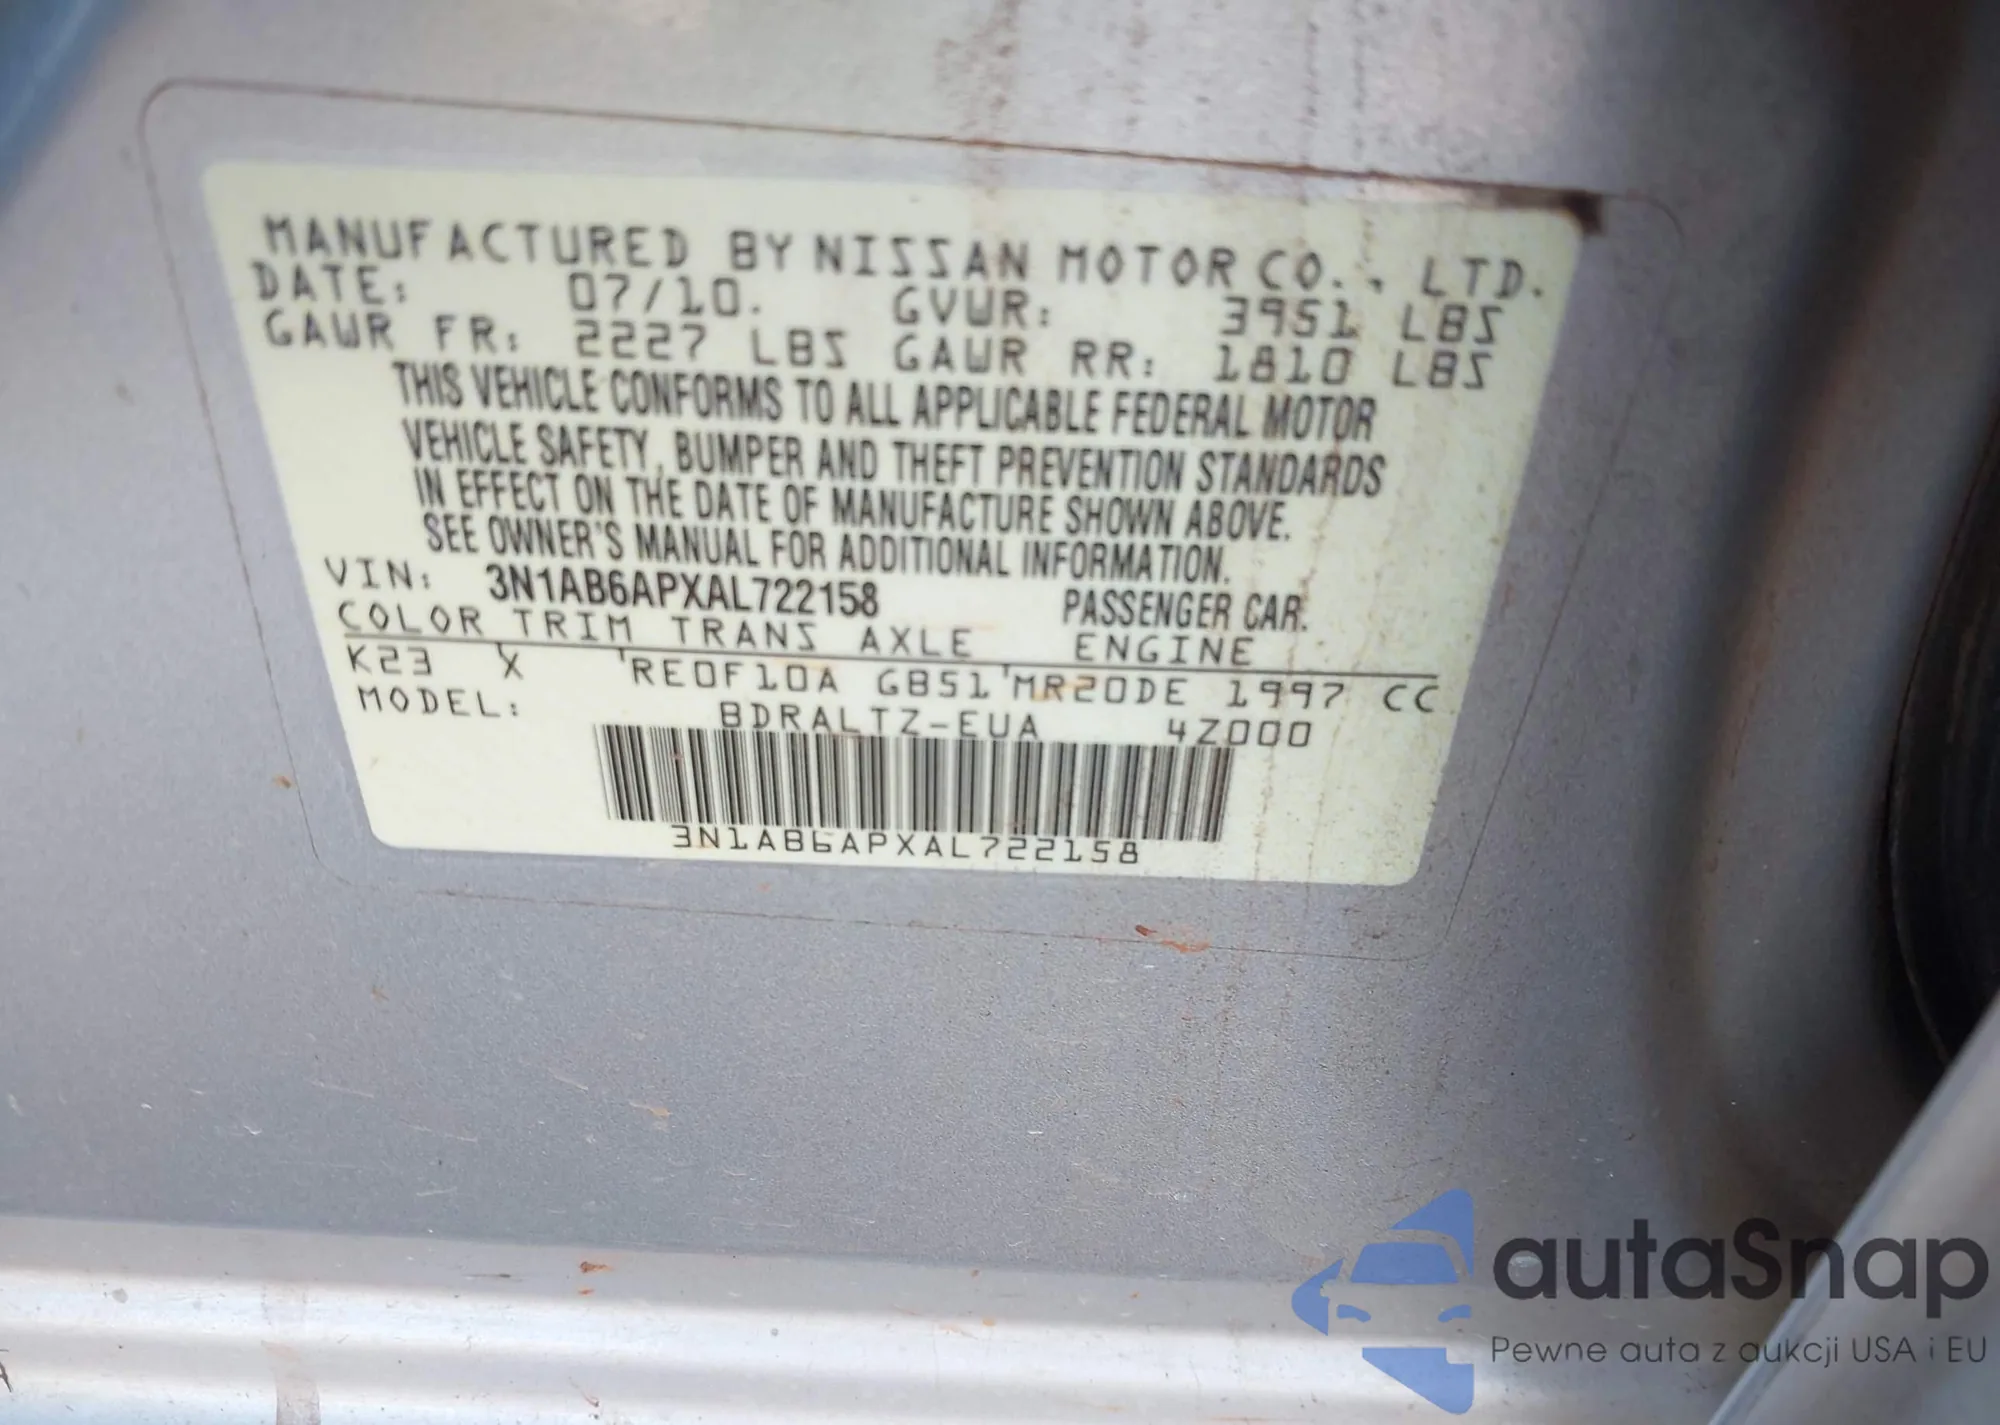 MANUFACTURED BY NISSAN MOTOR CO., LTD.
DATE: 07/10. GVWR: 3951 LBS
GAWR FR: 2227 LBS GAWR RR: 1810 LBS
THIS VEHICLE CONFORMS TO ALL APPLICABLE FEDERAL MOTOR
VEHICLE SAFETY, BUMPER AND THEFT PREVENTION STANDARDS
IN EFFECT ON THE DATE OF MANUFACTURE SHOWN ABOVE.
SEE OWNER'S MANUAL FOR ADDITIONAL INFORMATION.
VIN: 3N1AB6APXAL722158 PASSENGER CAR.
COLOR TRIM TRANS AXLE ENGINE
K23 X RE0F10A GB51 MR20DE 1997 CC
MODEL: BDRALTZ-EUA 4Z000
3N1AB6APXAL722158
autaSnap
Pewne auta z aukcji USA i EU